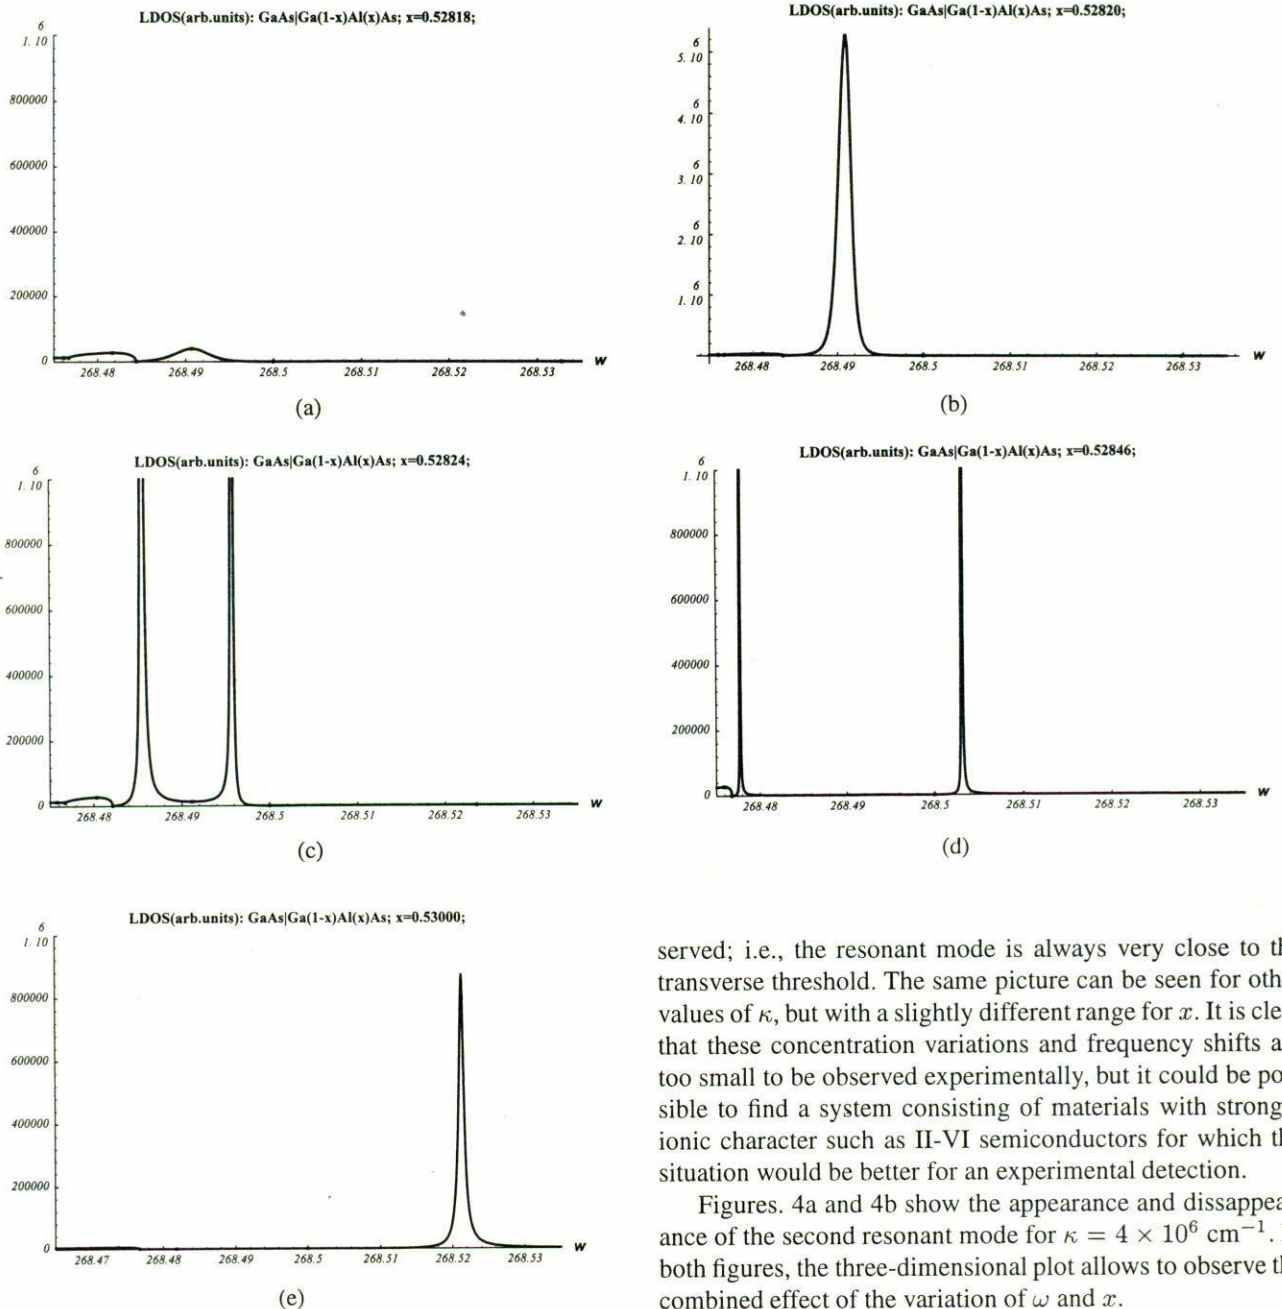 LDOS(arb.units): GaAs|Ga(1-x)Al(x)As; x=0.52818;
6
1. 10
800000
600000
400000
200000
0
268.48 268.49 268.5 268.51 268.52 268.53 W
(a)
LDOS(arb.units): GaAs|Ga(1-x)Al(x)As; x=0.52820;
6
5. 10
6
4. 10
6
3. 10
6
2. 10
6
1. 10
268.48 268.49 268.5 268.51 268.52 268.53 W
(b)
LDOS(arb.units): GaAs|Ga(1-x)Al(x)As; x=0.52824;
6
1. 10
800000
600000
400000
200000
0
268.48 268.49 268.5 268.51 268.52 268.53 W
(c)
LDOS(arb.units): GaAs|Ga(1-x)Al(x)As; x=0.52846;
6
1. 10
800000
600000
400000
200000
0
268.48 268.49 268.5 268.51 268.52 268.53 W
(d)
LDOS(arb.units): GaAs|Ga(1-x)Al(x)As; x=0.53000;
6
1. 10
800000
600000
400000
200000
0
268.47 268.48 268.49 268.5 268.51 268.52 268.53 W
(e)
served; i.e., the resonant mode is always very close to th
transverse threshold. The same picture can be seen for oth
values of κ, but with a slightly different range for x. It is cle
that these concentration variations and frequency shifts a
too small to be observed experimentally, but it could be po
sible to find a system consisting of materials with strong
ionic character such as II-VI semiconductors for which th
situation would be better for an experimental detection.
Figures. 4a and 4b show the appearance and dissappea
ance of the second resonant mode for κ = 4 × 10⁶ cm⁻¹.
both figures, the three-dimensional plot allows to observe th
combined effect of the variation of ω and x.